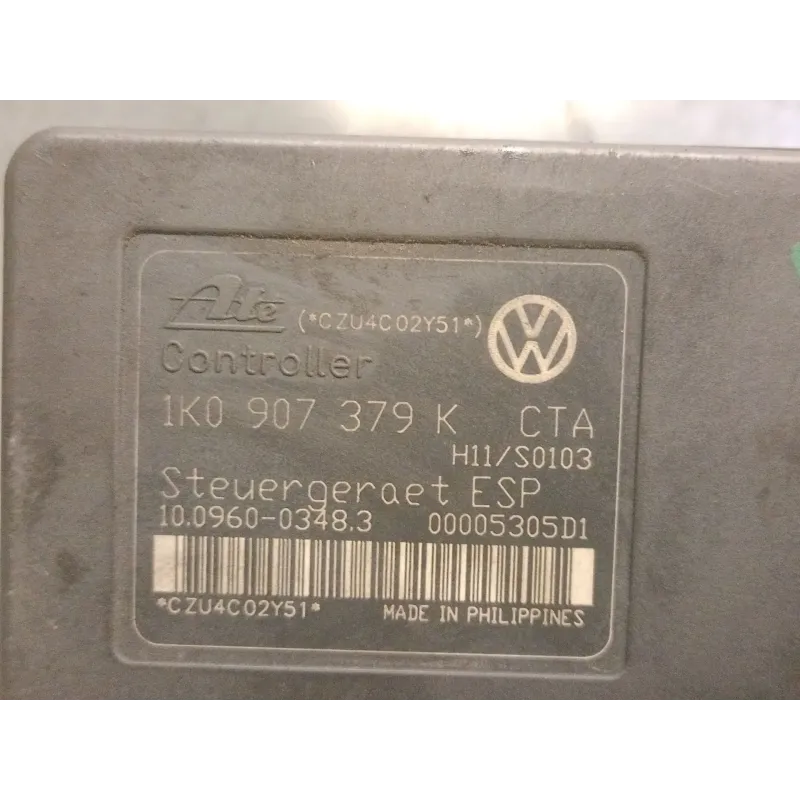 Ate (*CZU4C02Y51*)
Controller
1K0 907 379 K CTA
H11/S0103
Steuergeraet ESP
10.0960-0348.3 00005305D1
*CZU4C02Y51* MADE IN PHILIPPINES